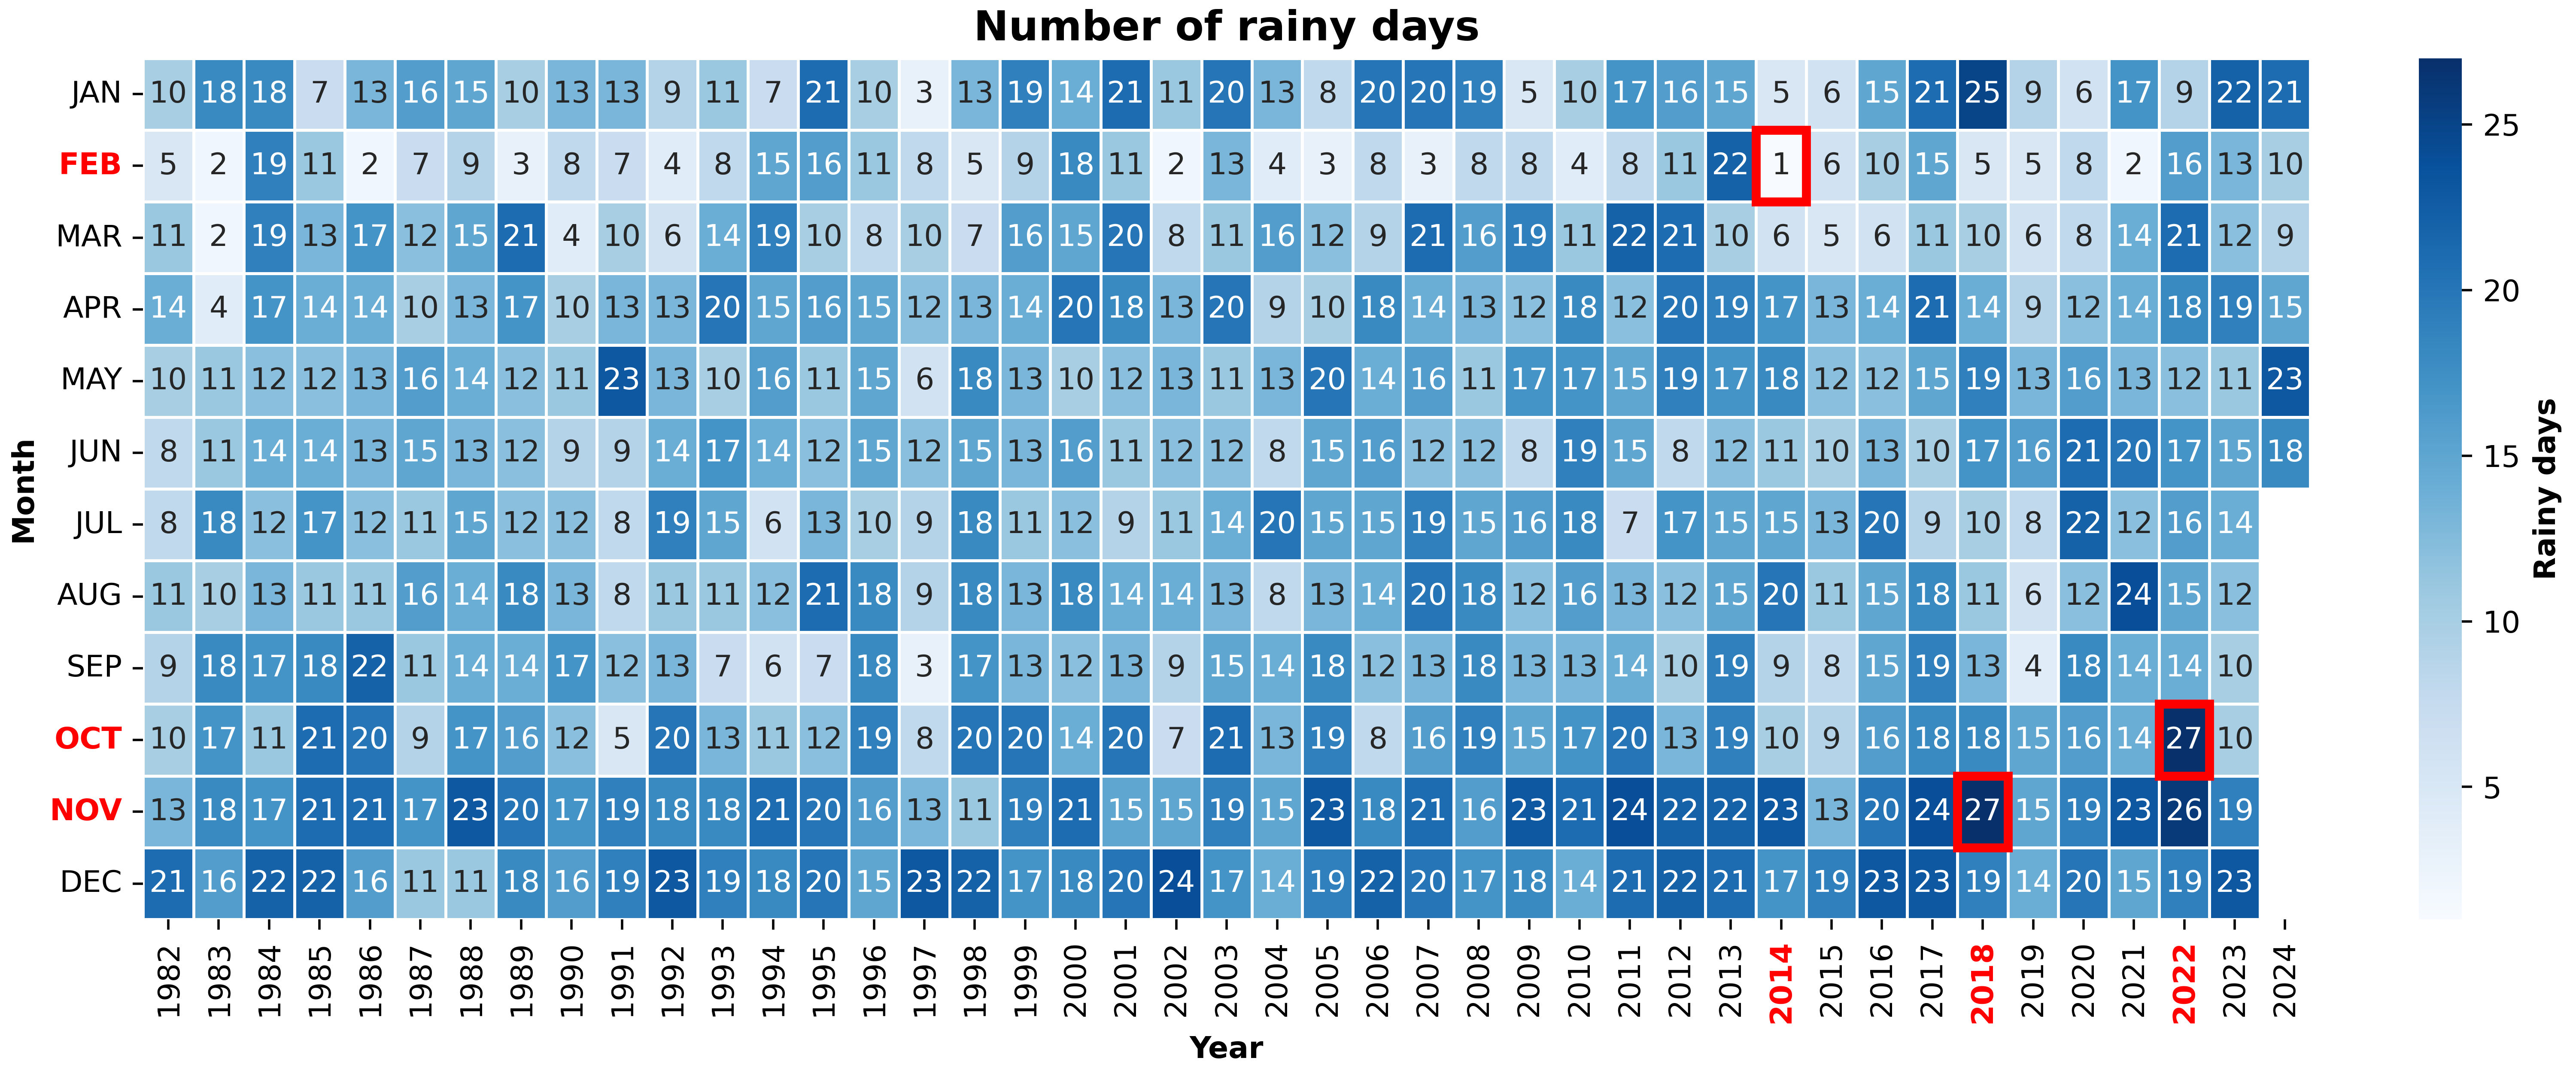 Number of rainy days
JAN 10 18 18 7 13 16 15 10 13 13 9 11 7 21 10 3 13 19 14 21 11 20 13 8 20 20 19 5 10 17 16 15 5 6 15 21 25 9 6 17 9 22 21
FEB 5 2 19 11 2 7 9 3 8 7 4 8 15 16 11 8 5 9 18 11 2 13 4 3 8 3 8 8 4 8 11 22 1 6 10 15 5 5 8 2 16 13 10
MAR 11 2 19 13 17 12 15 21 4 10 6 14 19 10 8 10 7 16 15 20 8 11 16 12 9 21 16 19 11 22 21 10 6 5 6 11 10 6 8 14 21 12 9
APR 14 4 17 14 14 10 13 17 10 13 13 20 15 16 15 12 13 14 20 18 13 20 9 10 18 14 13 12 18 12 20 19 17 13 14 21 14 9 12 14 18 19 15
MAY 10 11 12 12 13 16 14 12 11 23 13 10 16 11 15 6 18 13 10 12 13 11 13 20 14 16 11 17 17 15 19 17 18 12 12 15 19 13 16 13 12 11 23
JUN 8 11 14 14 13 15 13 12 9 9 14 17 14 12 15 12 15 13 16 11 12 12 8 15 16 12 12 8 19 15 8 12 11 10 13 10 17 16 21 20 17 15 18
JUL 8 18 12 17 12 11 15 12 12 8 19 15 6 13 10 9 18 11 12 9 11 14 20 15 15 19 15 16 18 7 17 15 15 13 20 9 10 8 22 12 16 14
AUG 11 10 13 11 11 16 14 18 13 8 11 11 12 21 18 9 18 13 18 14 14 13 8 13 14 20 18 12 16 13 12 15 20 11 15 18 11 6 12 24 15 12
SEP 9 18 17 18 22 11 14 14 17 12 13 7 6 7 18 3 17 13 12 13 9 15 14 18 12 13 18 13 13 14 10 19 9 8 15 19 13 4 18 14 14 10
OCT 10 17 11 21 20 9 17 16 12 5 20 13 11 12 19 8 20 20 14 20 7 21 13 19 8 16 19 15 17 20 13 19 10 9 16 18 18 15 16 14 27 10
NOV 13 18 17 21 21 17 23 20 17 19 18 18 21 20 16 13 11 19 21 15 15 19 15 23 18 21 16 23 21 24 22 22 23 13 20 24 27 15 19 23 26 19
DEC 21 16 22 22 16 11 11 18 16 19 23 19 18 20 15 23 22 17 18 20 24 17 14 19 22 20 17 18 14 21 22 21 17 19 23 23 19 14 20 15 19 23
1982 1983 1984 1985 1986 1987 1988 1989 1990 1991 1992 1993 1994 1995 1996 1997 1998 1999 2000 2001 2002 2003 2004 2005 2006 2007 2008 2009 2010 2011 2012 2013 2014 2015 2016 2017 2018 2019 2020 2021 2022 2023 2024
Year
Month
25
20
15
10
5
Rainy days